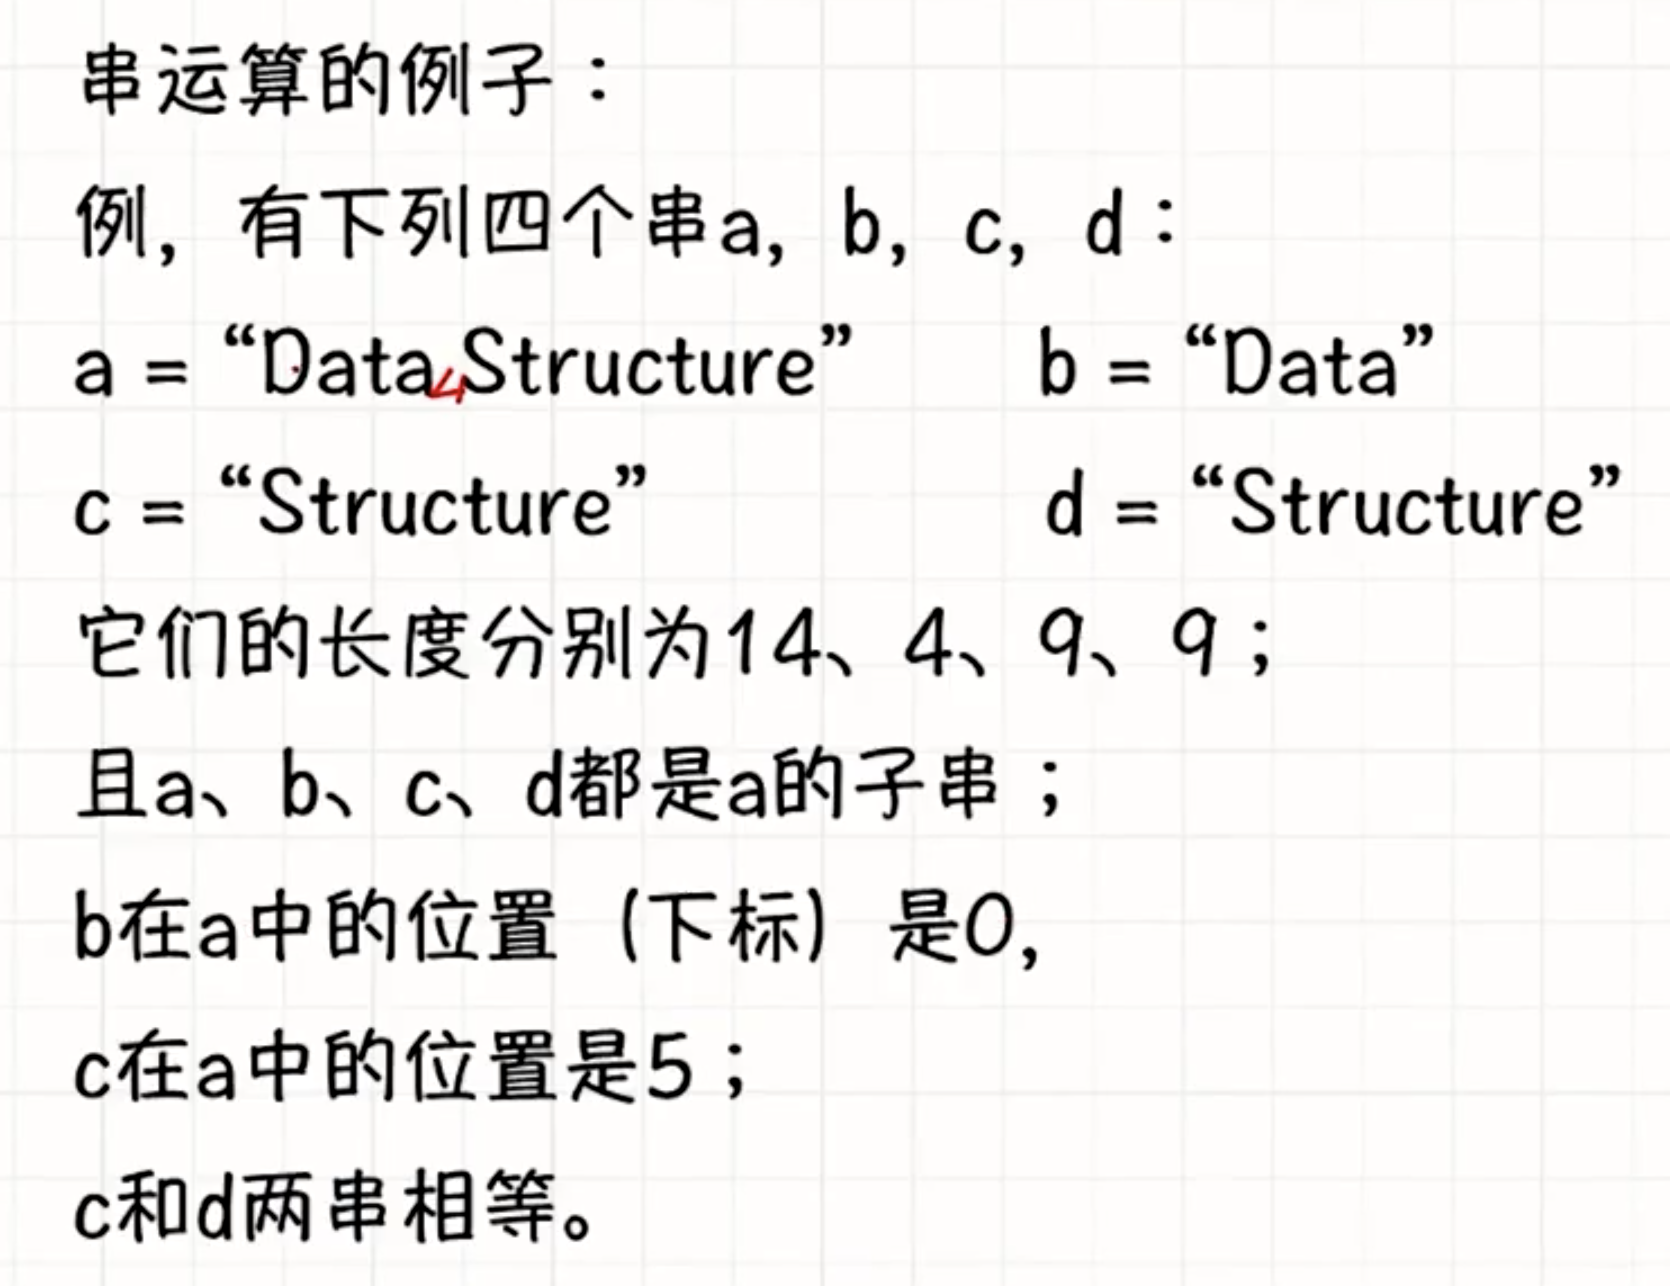 串运算的例子：
例，有下列四个串a，b，c，d：
a = “Data Structure” b = “Data”
4
c = “Structure” d = “Structure”
它们的长度分别为14、4、9、9；
且a、b、c、d都是a的子串；
b在a中的位置（下标）是0，
c在a中的位置是5；
c和d两串相等。